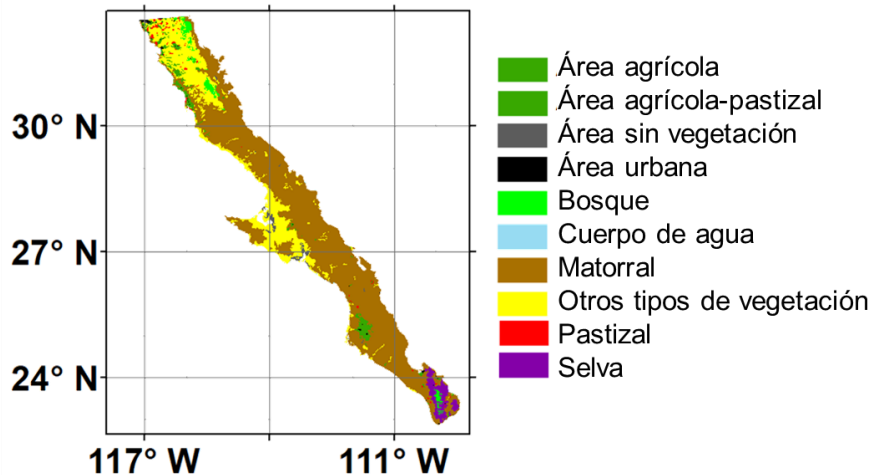 30° N
27° N
24° N
117° W
111° W
Área agrícola
Área agrícola-pastizal
Área sin vegetación
Área urbana
Bosque
Cuerpo de agua
Matorral
Otros tipos de vegetación
Pastizal
Selva